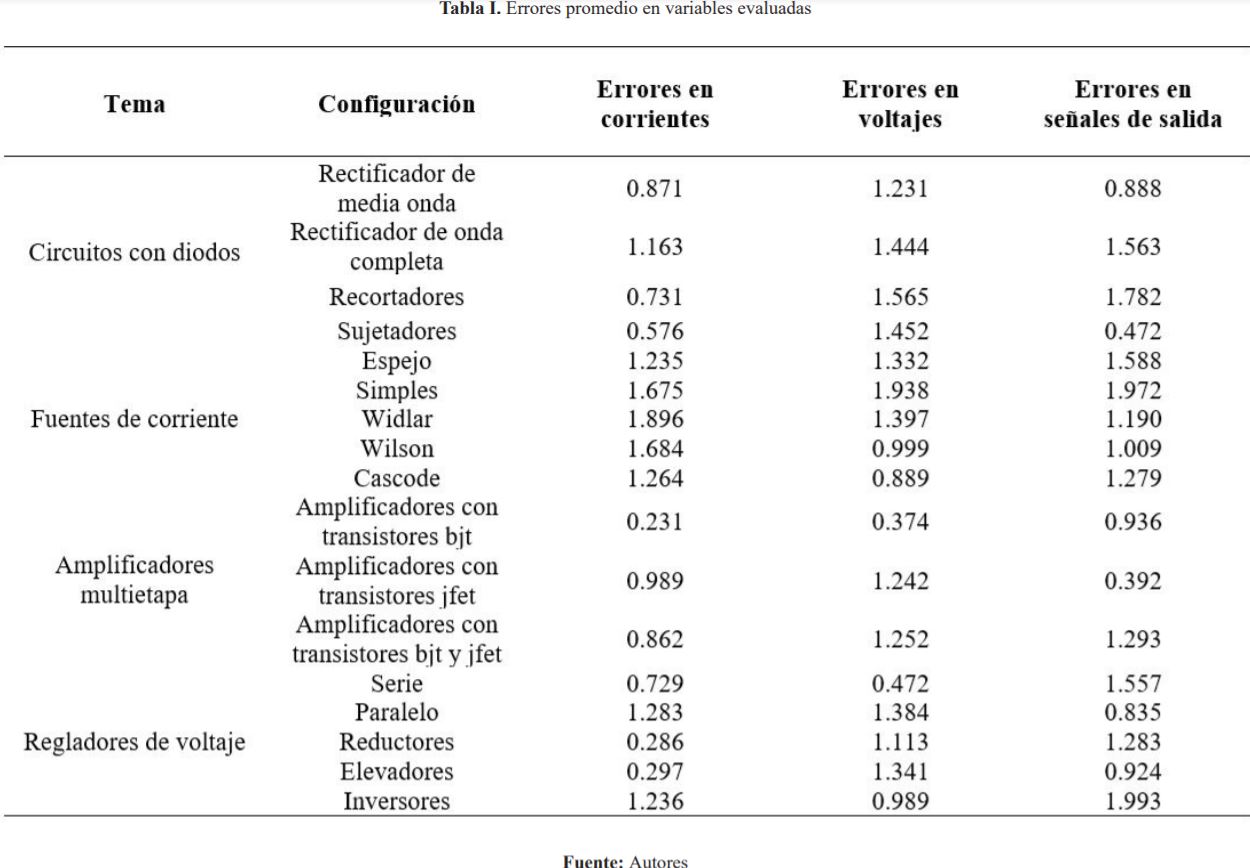 Tabla I. Errores promedio en variables evaluadas
Tema Configuración Errores en corrientes Errores en voltajes Errores en señales de salida
Circuitos con diodos
Rectificador de media onda 0.871 1.231 0.888
Rectificador de onda completa 1.163 1.444 1.563
Recortadores 0.731 1.565 1.782
Sujetadores 0.576 1.452 0.472
Fuentes de corriente
Espejo 1.235 1.332 1.588
Simples 1.675 1.938 1.972
Widlar 1.896 1.397 1.190
Wilson 1.684 0.999 1.009
Cascode 1.264 0.889 1.279
Amplificadores multietapa
Amplificadores con transistores bjt 0.231 0.374 0.936
Amplificadores con transistores jfet 0.989 1.242 0.392
Amplificadores con transistores bjt y jfet 0.862 1.252 1.293
Regladores de voltaje
Serie 0.729 0.472 1.557
Paralelo 1.283 1.384 0.835
Reductores 0.286 1.113 1.283
Elevadores 0.297 1.341 0.924
Inversores 1.236 0.989 1.993
Fuente: Autores